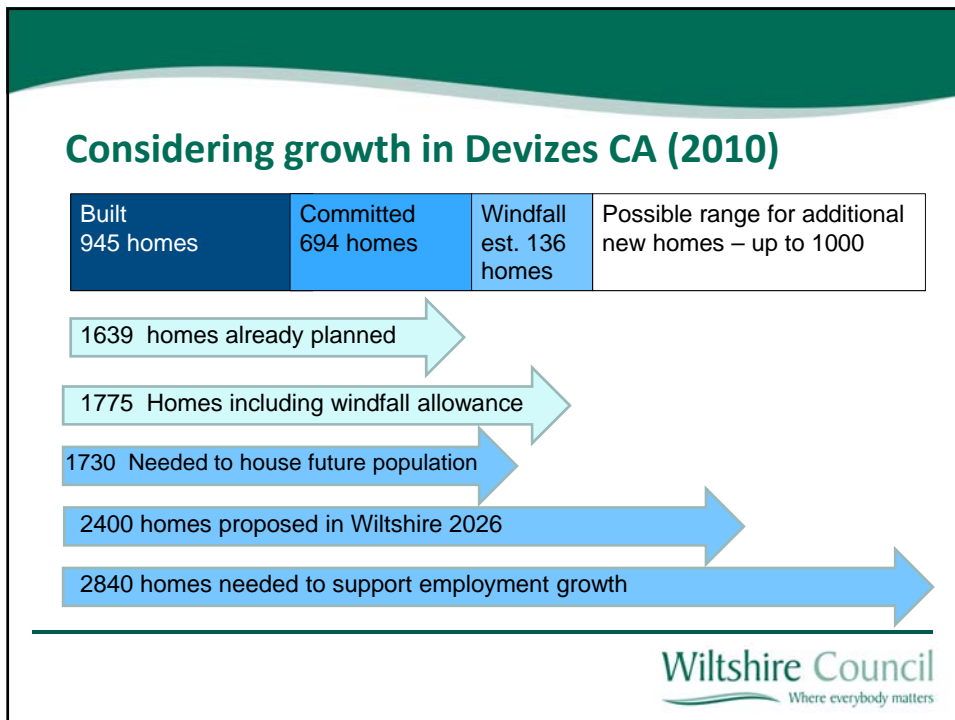 Considering growth in Devizes CA (2010)
Built
945 homes
Committed
694 homes
Windfall
est. 136
homes
Possible range for additional
new homes – up to 1000
1639 homes already planned
1775 Homes including windfall allowance
1730 Needed to house future population
2400 homes proposed in Wiltshire 2026
2840 homes needed to support employment growth
Wiltshire Council
Where everybody matters